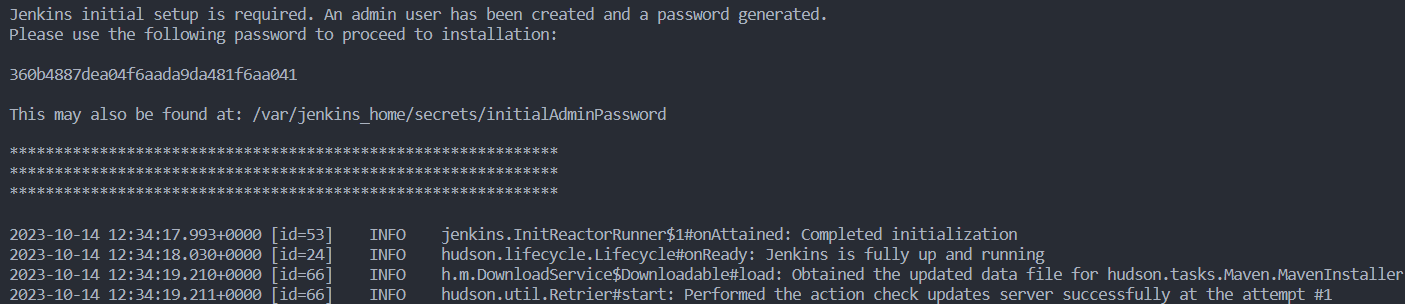 Jenkins initial setup is required. An admin user has been created and a password generated.
Please use the following password to proceed to installation:
360b4887dea04f6aada9da481f6aa041
This may also be found at: /var/jenkins_home/secrets/initialAdminPassword
*************************************************************
*************************************************************
*************************************************************
2023-10-14 12:34:17.993+0000 [id=53]    INFO    jenkins.InitReactorRunner$1#onAttained: Completed initialization
2023-10-14 12:34:18.030+0000 [id=24]    INFO    hudson.lifecycle.Lifecycle#onReady: Jenkins is fully up and running
2023-10-14 12:34:19.210+0000 [id=66]    INFO    h.m.DownloadService$Downloadable#load: Obtained the updated data file for hudson.tasks.Maven.MavenInstaller
2023-10-14 12:34:19.211+0000 [id=66]    INFO    hudson.util.Retrier#start: Performed the action check updates server successfully at the attempt #1